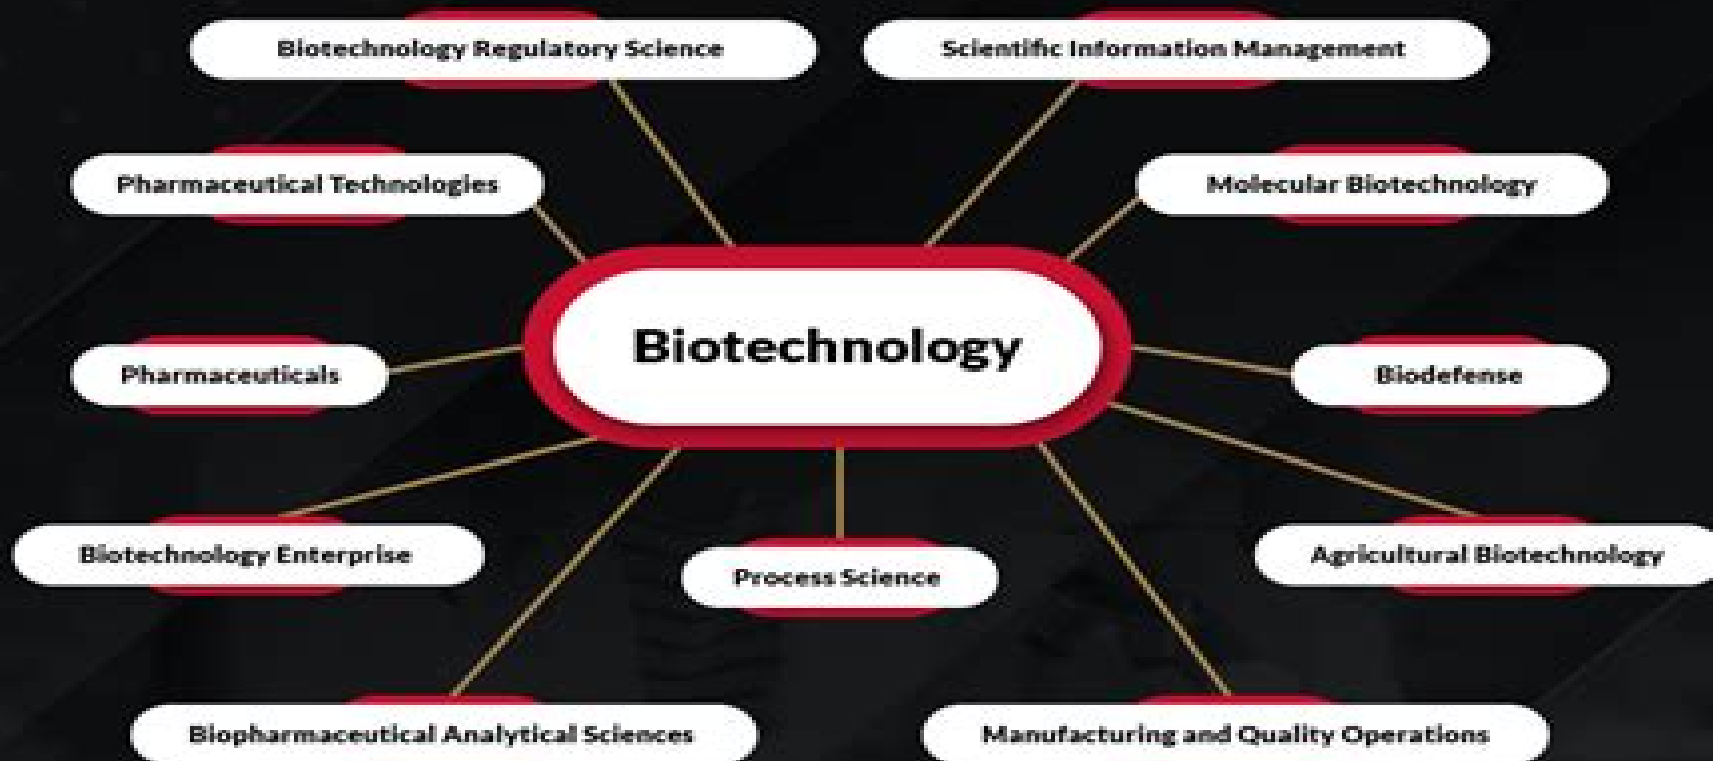 Biotechnology Regulatory Science
Scientific Information Management
Pharmaceutical Technologies
Molecular Biotechnology
Biotechnology
Pharmaceuticals
Biodefense
Biotechnology Enterprise
Process Science
Agricultural Biotechnology
Biopharmaceutical Analytical Sciences
Manufacturing and Quality Operations